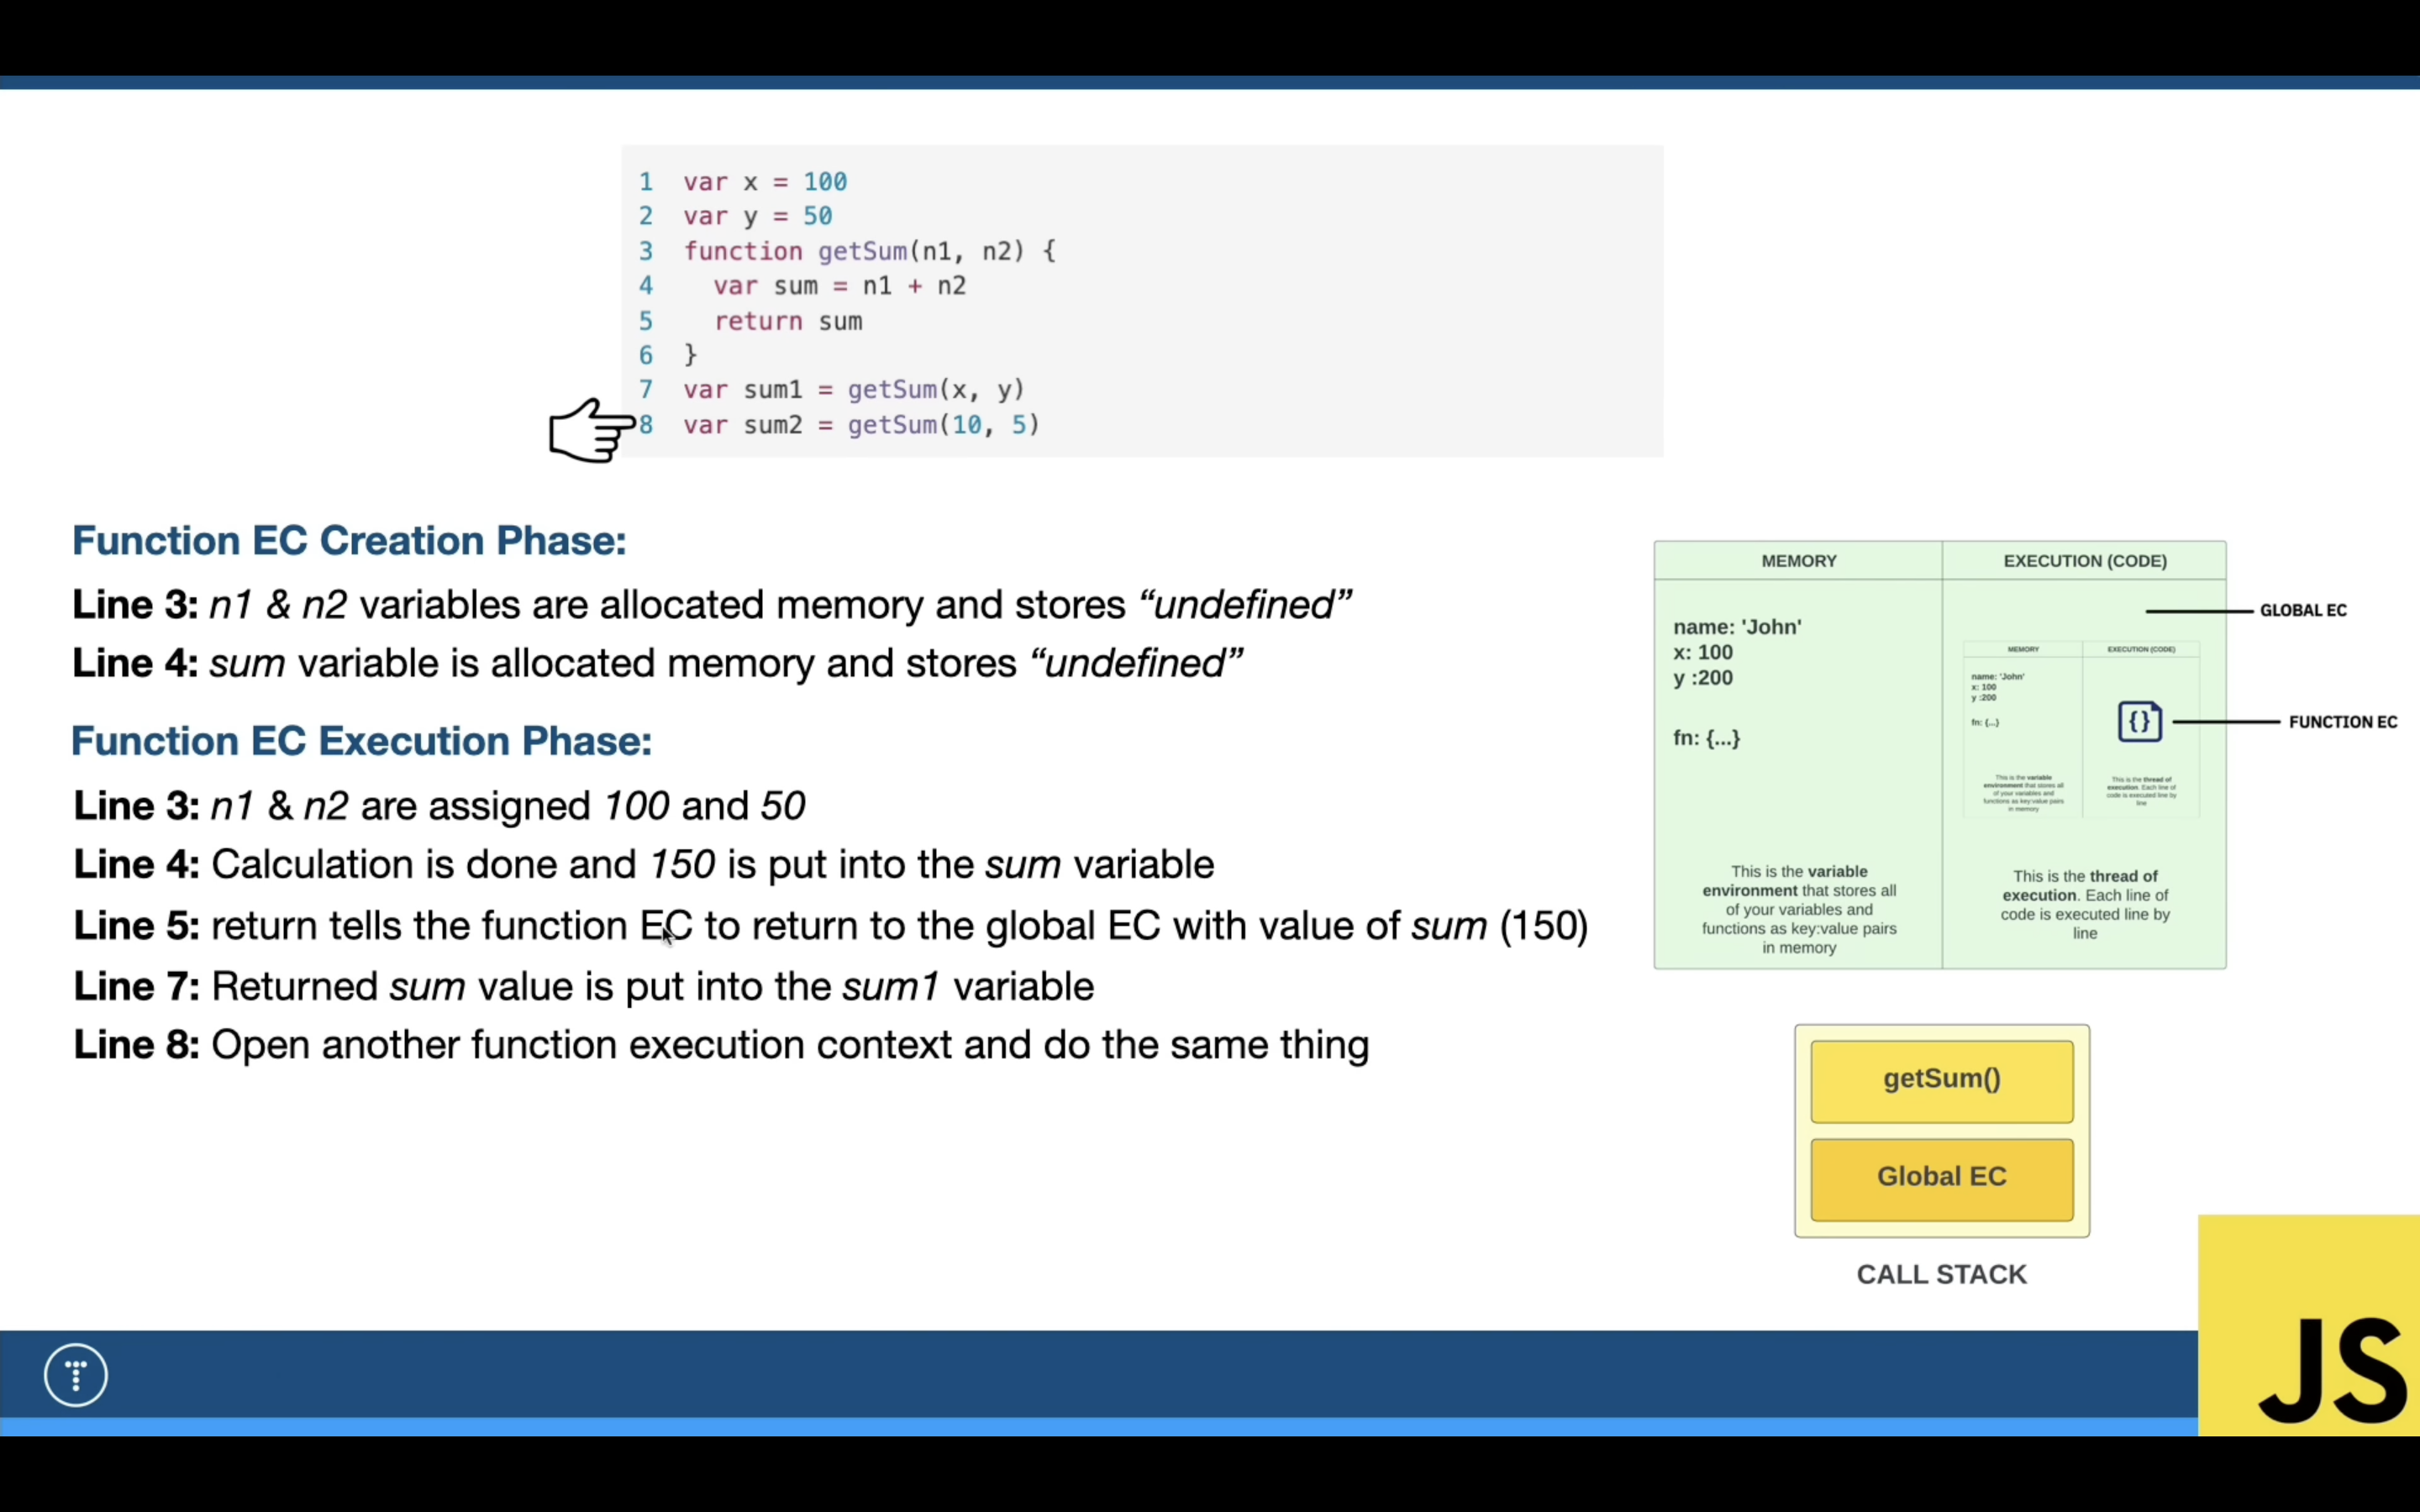 1 var x = 100
2 var y = 50
3 function getSum(n1, n2) {
4 var sum = n1 + n2
5 return sum
6 }
7 var sum1 = getSum(x, y)
8 var sum2 = getSum(10, 5)
Function EC Creation Phase:
Line 3: n1 & n2 variables are allocated memory and stores “undefined”
Line 4: sum variable is allocated memory and stores “undefined”
Function EC Execution Phase:
Line 3: n1 & n2 are assigned 100 and 50
Line 4: Calculation is done and 150 is put into the sum variable
Line 5: return tells the function EC to return to the global EC with value of sum (150)
Line 7: Returned sum value is put into the sum1 variable
Line 8: Open another function execution context and do the same thing
MEMORY
EXECUTION (CODE)
name: 'John'
x: 100
y :200
fn: {...}
This is the variable
environment that stores all
of your variables and
functions as key:value pairs
in memory
GLOBAL EC
MEMORY
EXECUTION (CODE)
name: 'John'
x: 100
y :200
fn: {...}
{}
FUNCTION EC
This is the variable
environment that stores all
of your variables and
functions as key:value pairs
in memory
This is the thread of
execution. Each line of
code is executed line by
line
This is the thread of
execution. Each line of
code is executed line by
line
getSum()
Global EC
CALL STACK
T
JS